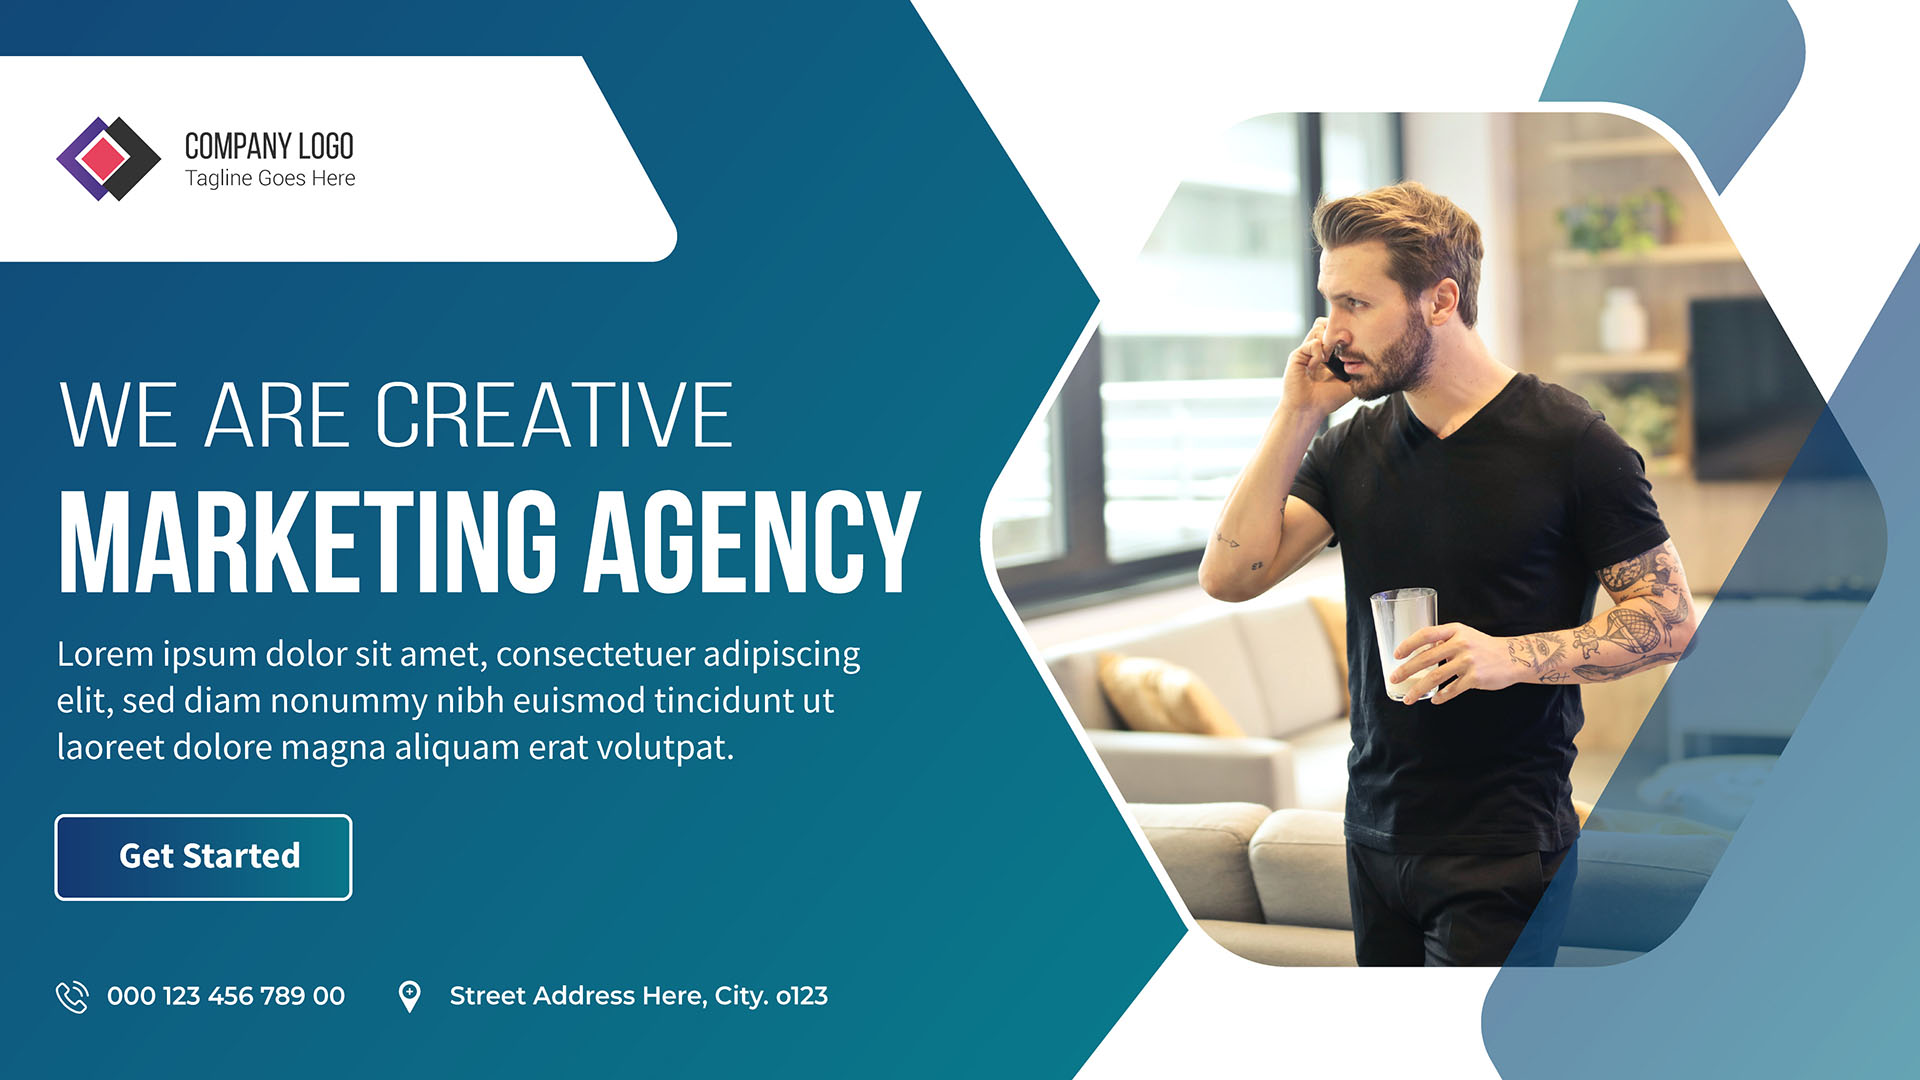 COMPANY LOGO
Tagline Goes Here
WE ARE CREATIVE
MARKETING AGENCY
Lorem ipsum dolor sit amet, consectetuer adipiscing
elit, sed diam nonummy nibh euismod tincidunt ut
laoreet dolore magna aliquam erat volutpat.
Get Started
000 123 456 789 00
Street Address Here, City. o123